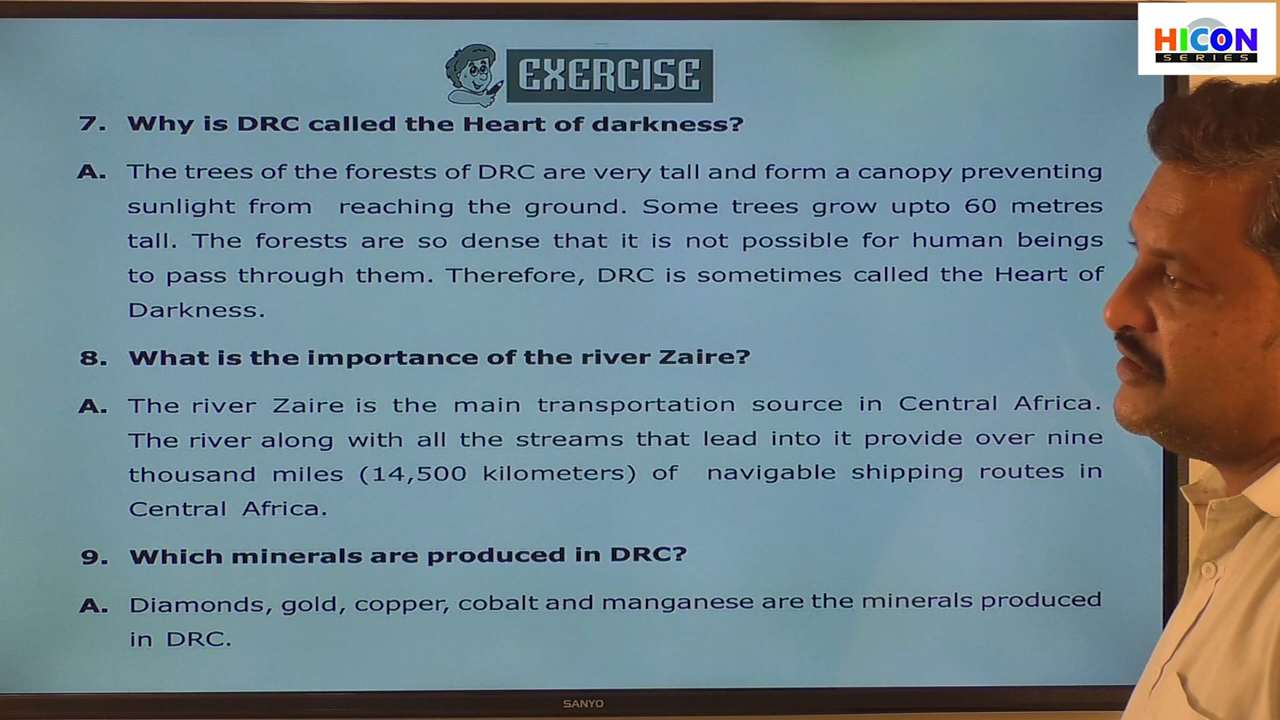 HICON
SERIES
EXERCISE
7. Why is DRC called the Heart of darkness?
A. The trees of the forests of DRC are very tall and form a canopy preventing
sunlight from reaching the ground. Some trees grow upto 60 metres
tall. The forests are so dense that it is not possible for human beings
to pass through them. Therefore, DRC is sometimes called the Heart of
Darkness.
8. What is the importance of the river Zaire?
A. The river Zaire is the main transportation source in Central Africa.
The river along with all the streams that lead into it provide over nine
thousand miles (14,500 kilometers) of navigable shipping routes in
Central Africa.
9. Which minerals are produced in DRC?
A. Diamonds, gold, copper, cobalt and manganese are the minerals produced
in DRC.
SANYO